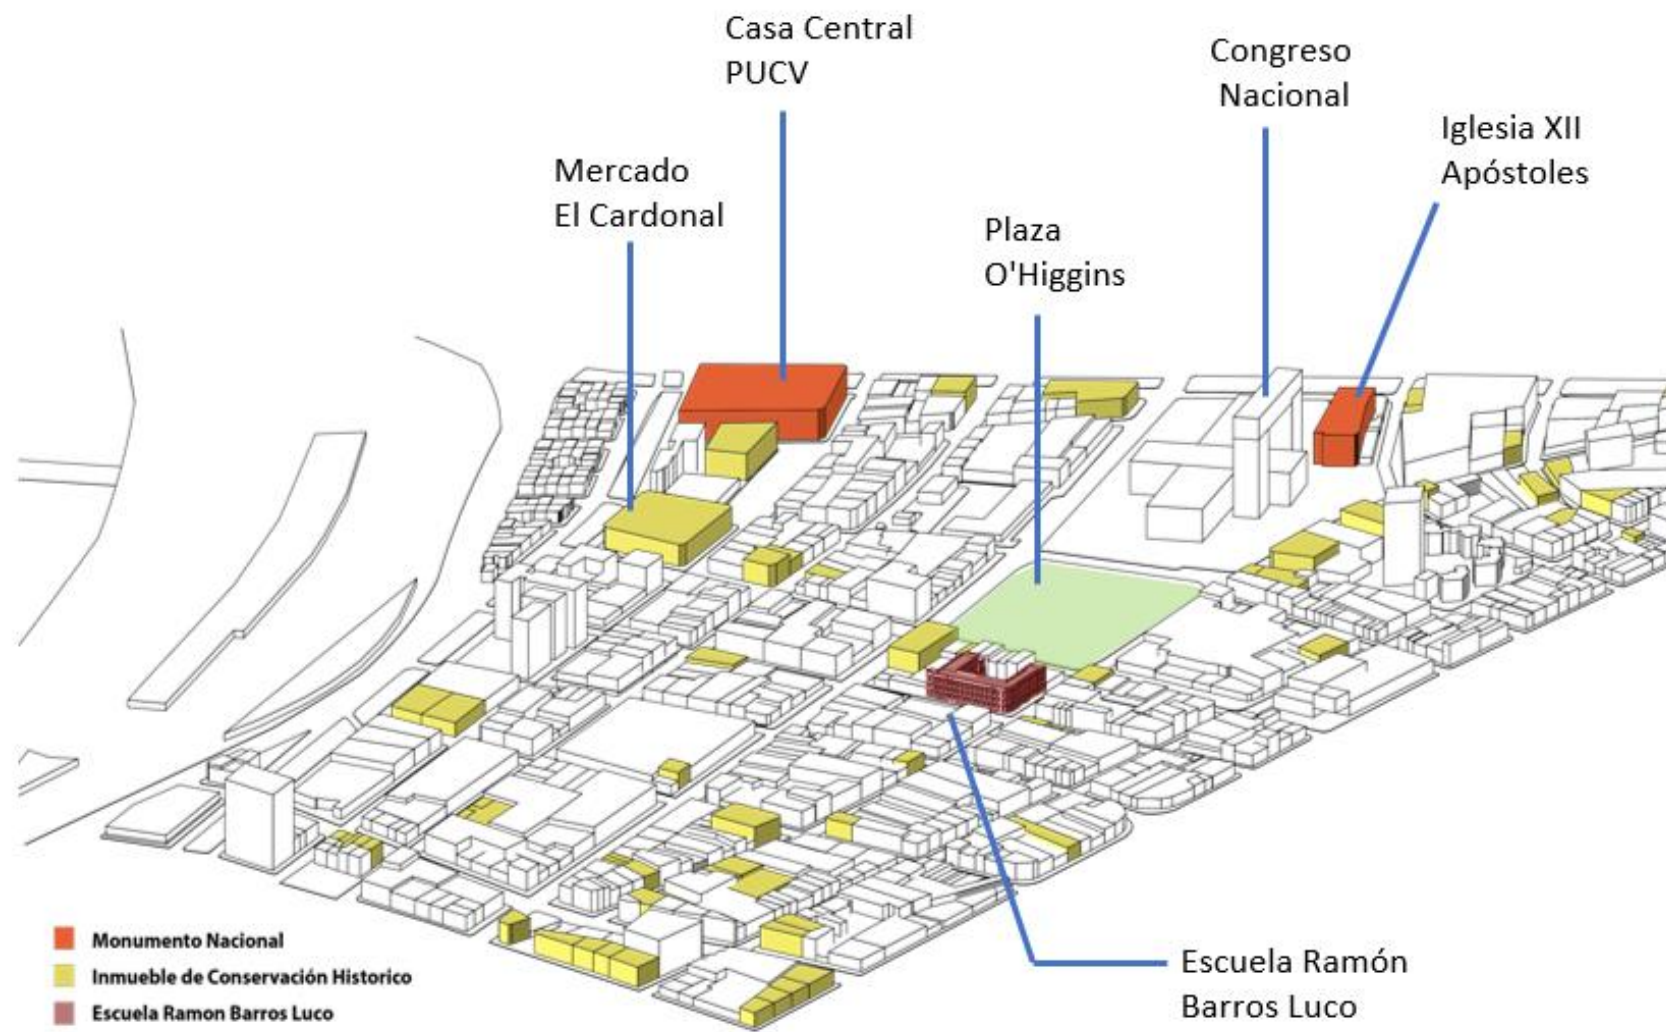 Casa Central
PUCV
Congreso
Nacional
Iglesia XII
Apóstoles
Mercado
El Cardonal
Plaza
O'Higgins
Monumento Nacional
Inmueble de Conservación Historico
Escuela Ramon Barros Luco
Escuela Ramón
Barros Luco